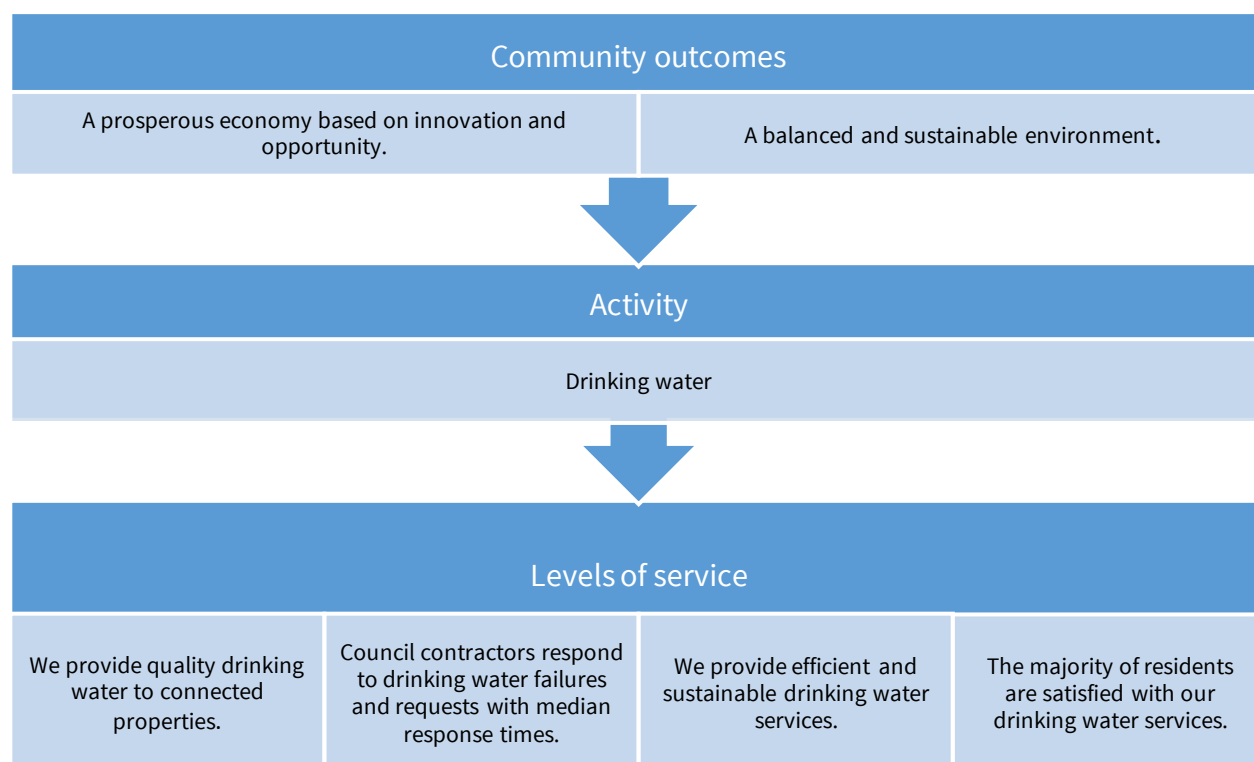 Community outcomes
A prosperous economy based on innovation and
opportunity.
A balanced and sustainable environment.
Activity
Drinking water
Levels of service
We provide quality drinking
water to connected
properties.
Council contractors respond
to drinking water failures
and requests with median
response times.
We provide efficient and
sustainable drinking water
services.
The majority of residents
are satisfied with our
drinking water services.